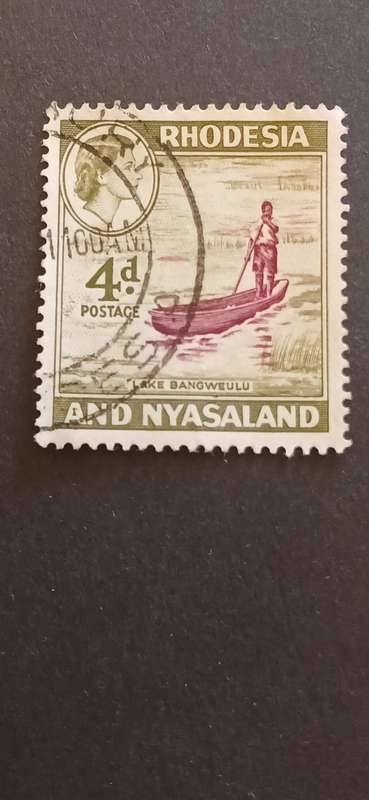 RHODESIA
4d.
POSTAGE
LAKE BANGWEULU
AND NYASALAND